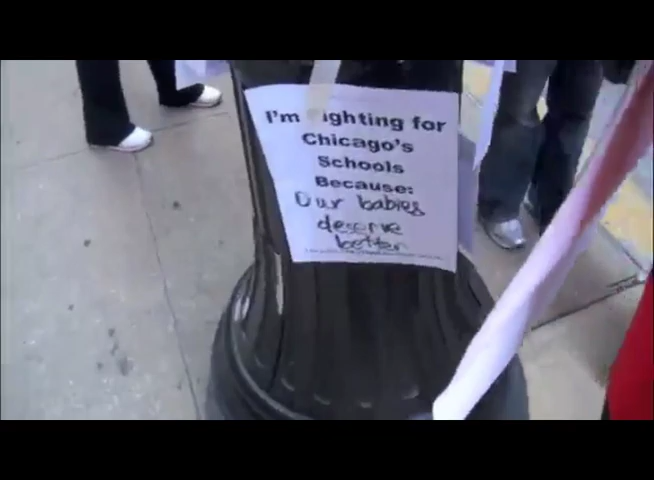 I'm fighting for
Chicago's
Schools
Because:
Our babies
deserve
better